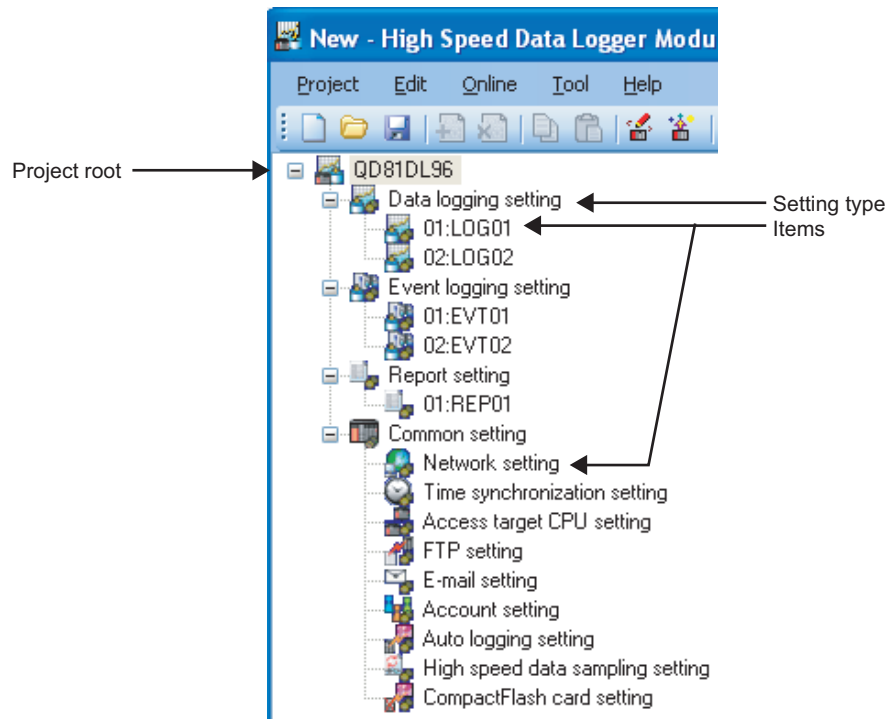 New - High Speed Data Logger Modu
Project Edit Online Tool Help
Project root
QD81DL96
Data logging setting
Setting type
01:LOG01
Items
02:LOG02
Event logging setting
01:EVT01
02:EVT02
Report setting
01:REP01
Common setting
Network setting
Time synchronization setting
Access target CPU setting
FTP setting
E-mail setting
Account setting
Auto logging setting
High speed data sampling setting
CompactFlash card setting